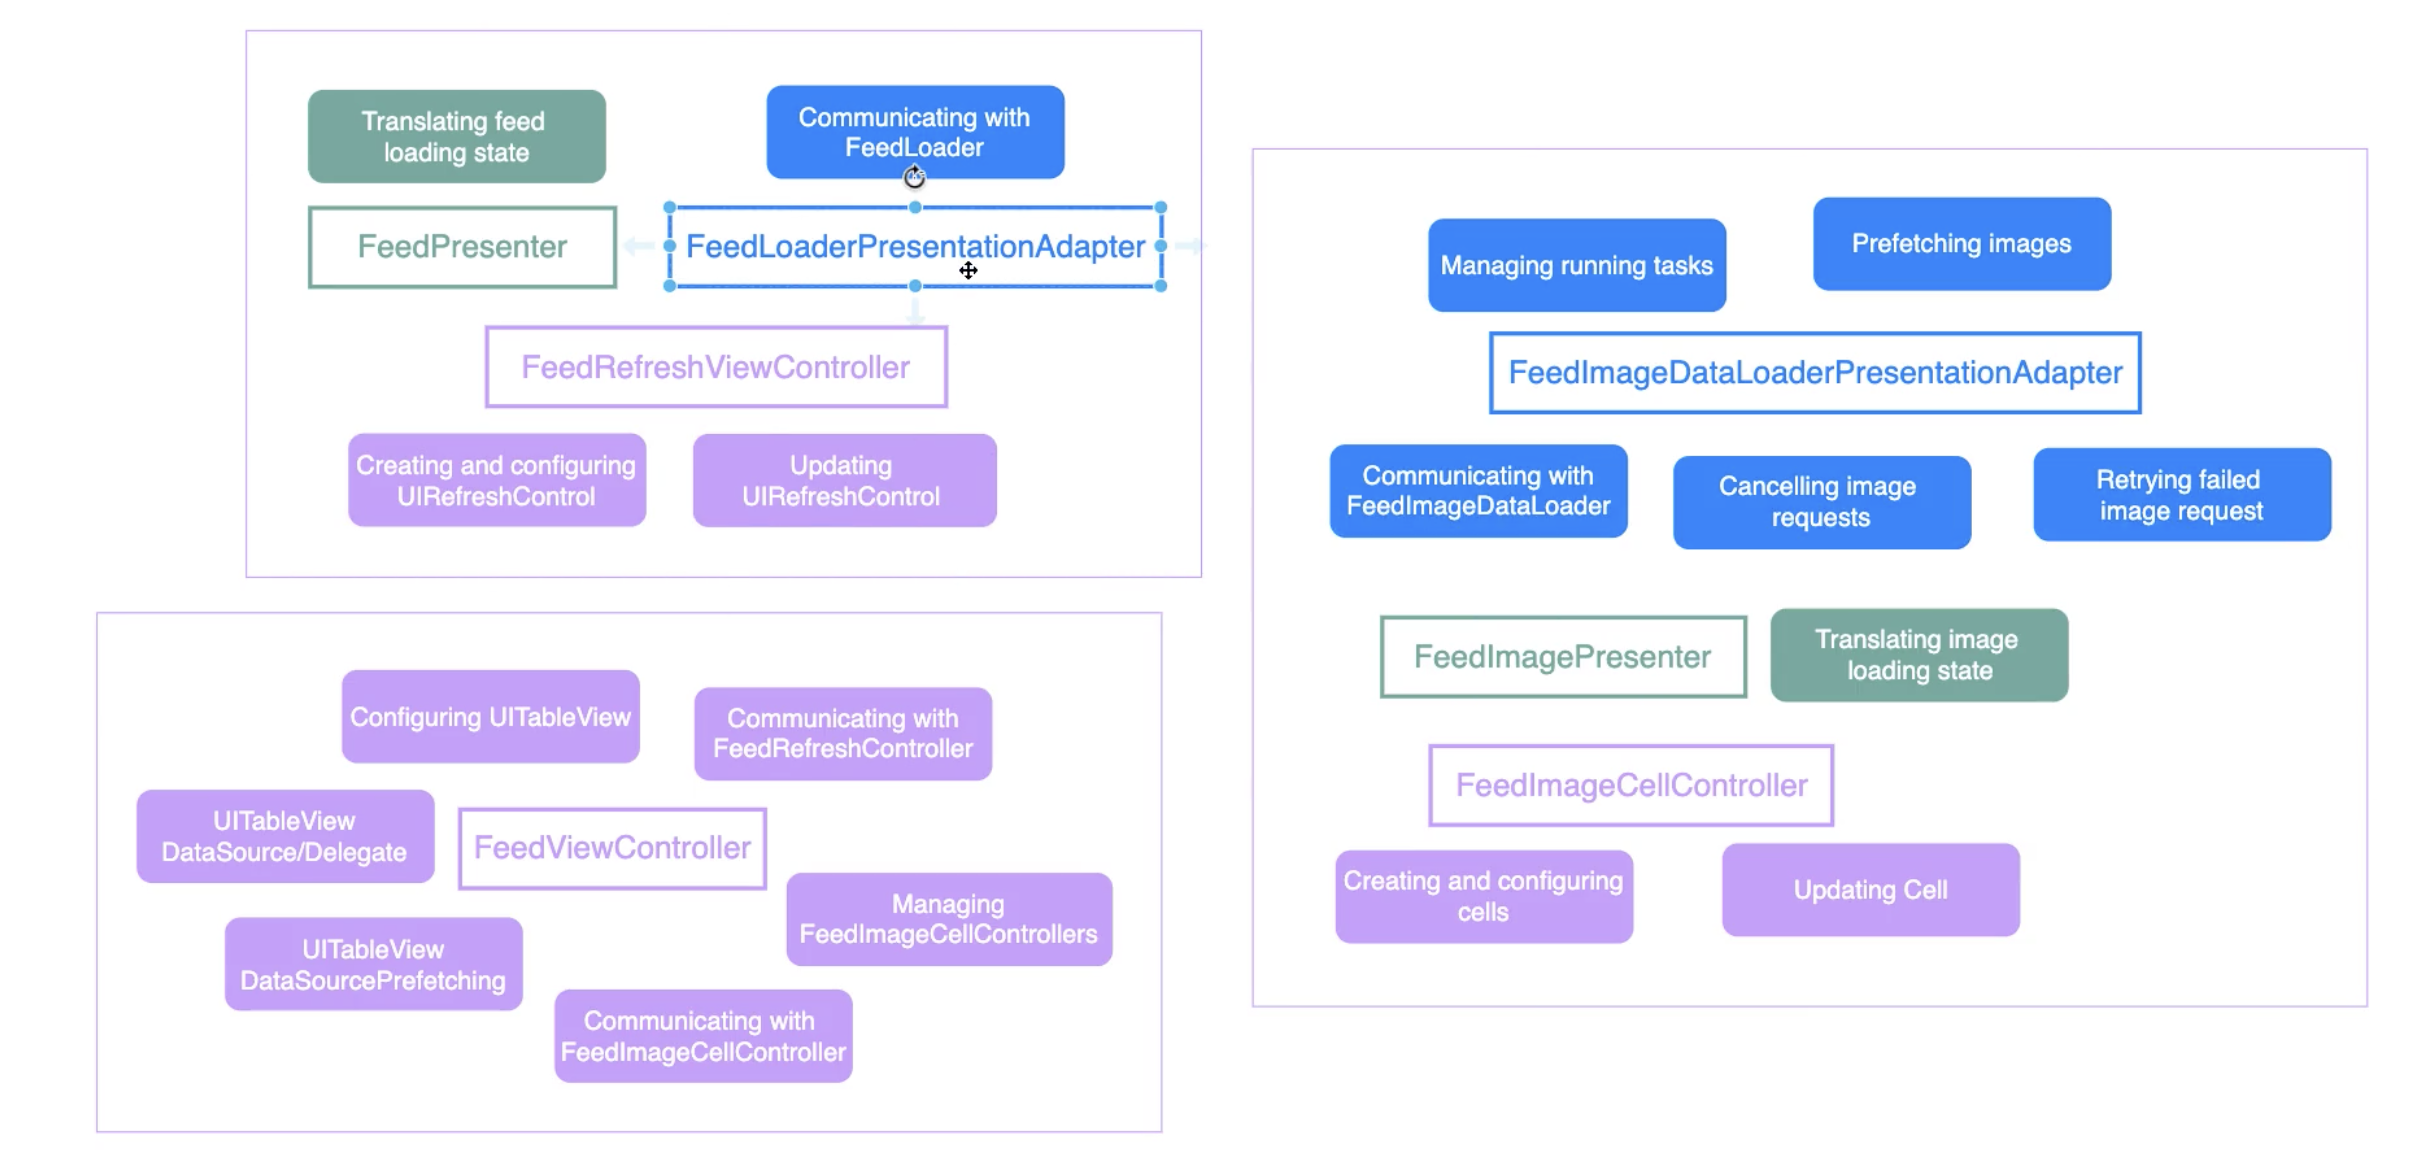 Translating feed
loading state
Communicating with
FeedLoader
FeedPresenter
FeedLoaderPresentationAdapter
FeedRefreshViewController
Creating and configuring
UIRefreshControl
Updating
UIRefreshControl
Configuring UITableView
Communicating with
FeedRefreshController
UITableView
DataSource/Delegate
FeedViewController
Managing
FeedImageCellControllers
UITableView
DataSourcePrefetching
Communicating with
FeedImageCellController
Managing running tasks
Prefetching images
FeedImageDataLoaderPresentationAdapter
Communicating with
FeedImageDataLoader
Cancelling image
requests
Retrying failed
image request
FeedImagePresenter
Translating image
loading state
FeedImageCellController
Creating and configuring
cells
Updating Cell